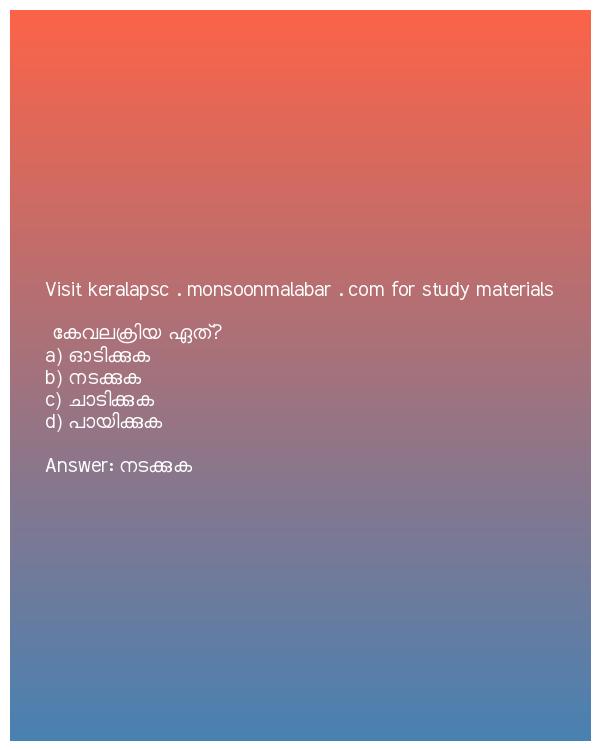 Visit keralapsc . monsoonmalabar . com for study materials
കേവലക്രിയ ഏത്?
a) ഓടിക്കുക
b) നടക്കുക
c) ചാടിക്കുക
d) പായിക്കുക
Answer: നടക്കുക